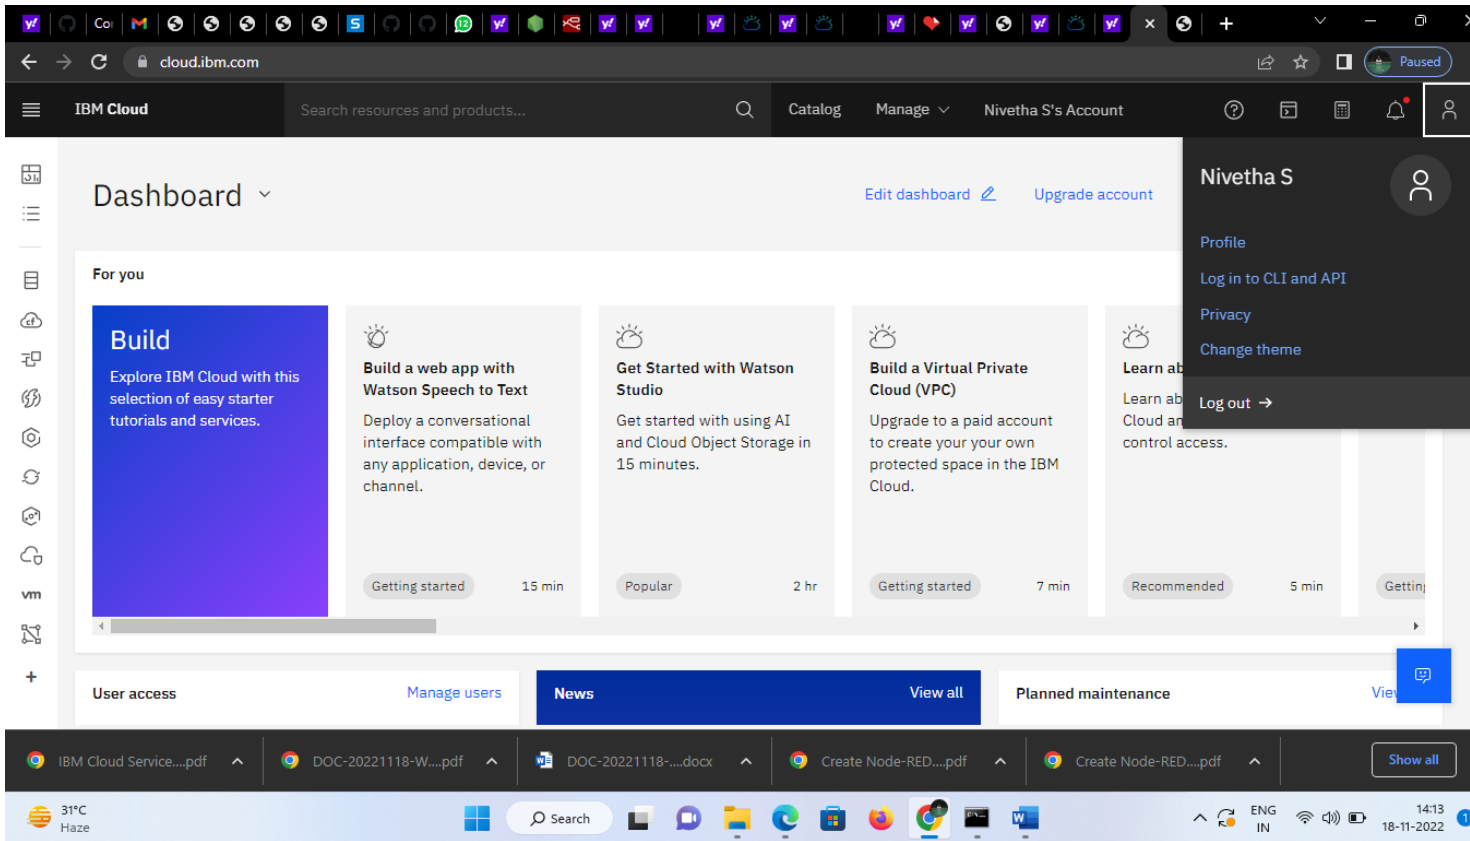 Cor
cloud.ibm.com
Paused
IBM Cloud
Search resources and products...
Catalog
Manage
Nivetha S's Account
Nivetha S
Profile
Log in to CLI and API
Privacy
Change theme
Log out
Dashboard
Edit dashboard
Upgrade account
For you
Build
Explore IBM Cloud with this
selection of easy starter
tutorials and services.
Build a web app with
Watson Speech to Text
Deploy a conversational
interface compatible with
any application, device, or
channel.
Getting started
15 min
Get Started with Watson
Studio
Get started with using AI
and Cloud Object Storage in
15 minutes.
Popular
2 hr
Build a Virtual Private
Cloud (VPC)
Upgrade to a paid account
to create your your own
protected space in the IBM
Cloud.
Getting started
7 min
Learn ab
Learn ab
Cloud an
control access.
Recommended
5 min
Getting
vm
User access
Manage users
News
View all
Planned maintenance
Vie
IBM Cloud Service....pdf
DOC-20221118-W....pdf
DOC-20221118-....docx
Create Node-RED....pdf
Create Node-RED....pdf
Show all
31°C
Haze
Search
ENG
IN
14:13
18-11-2022
1